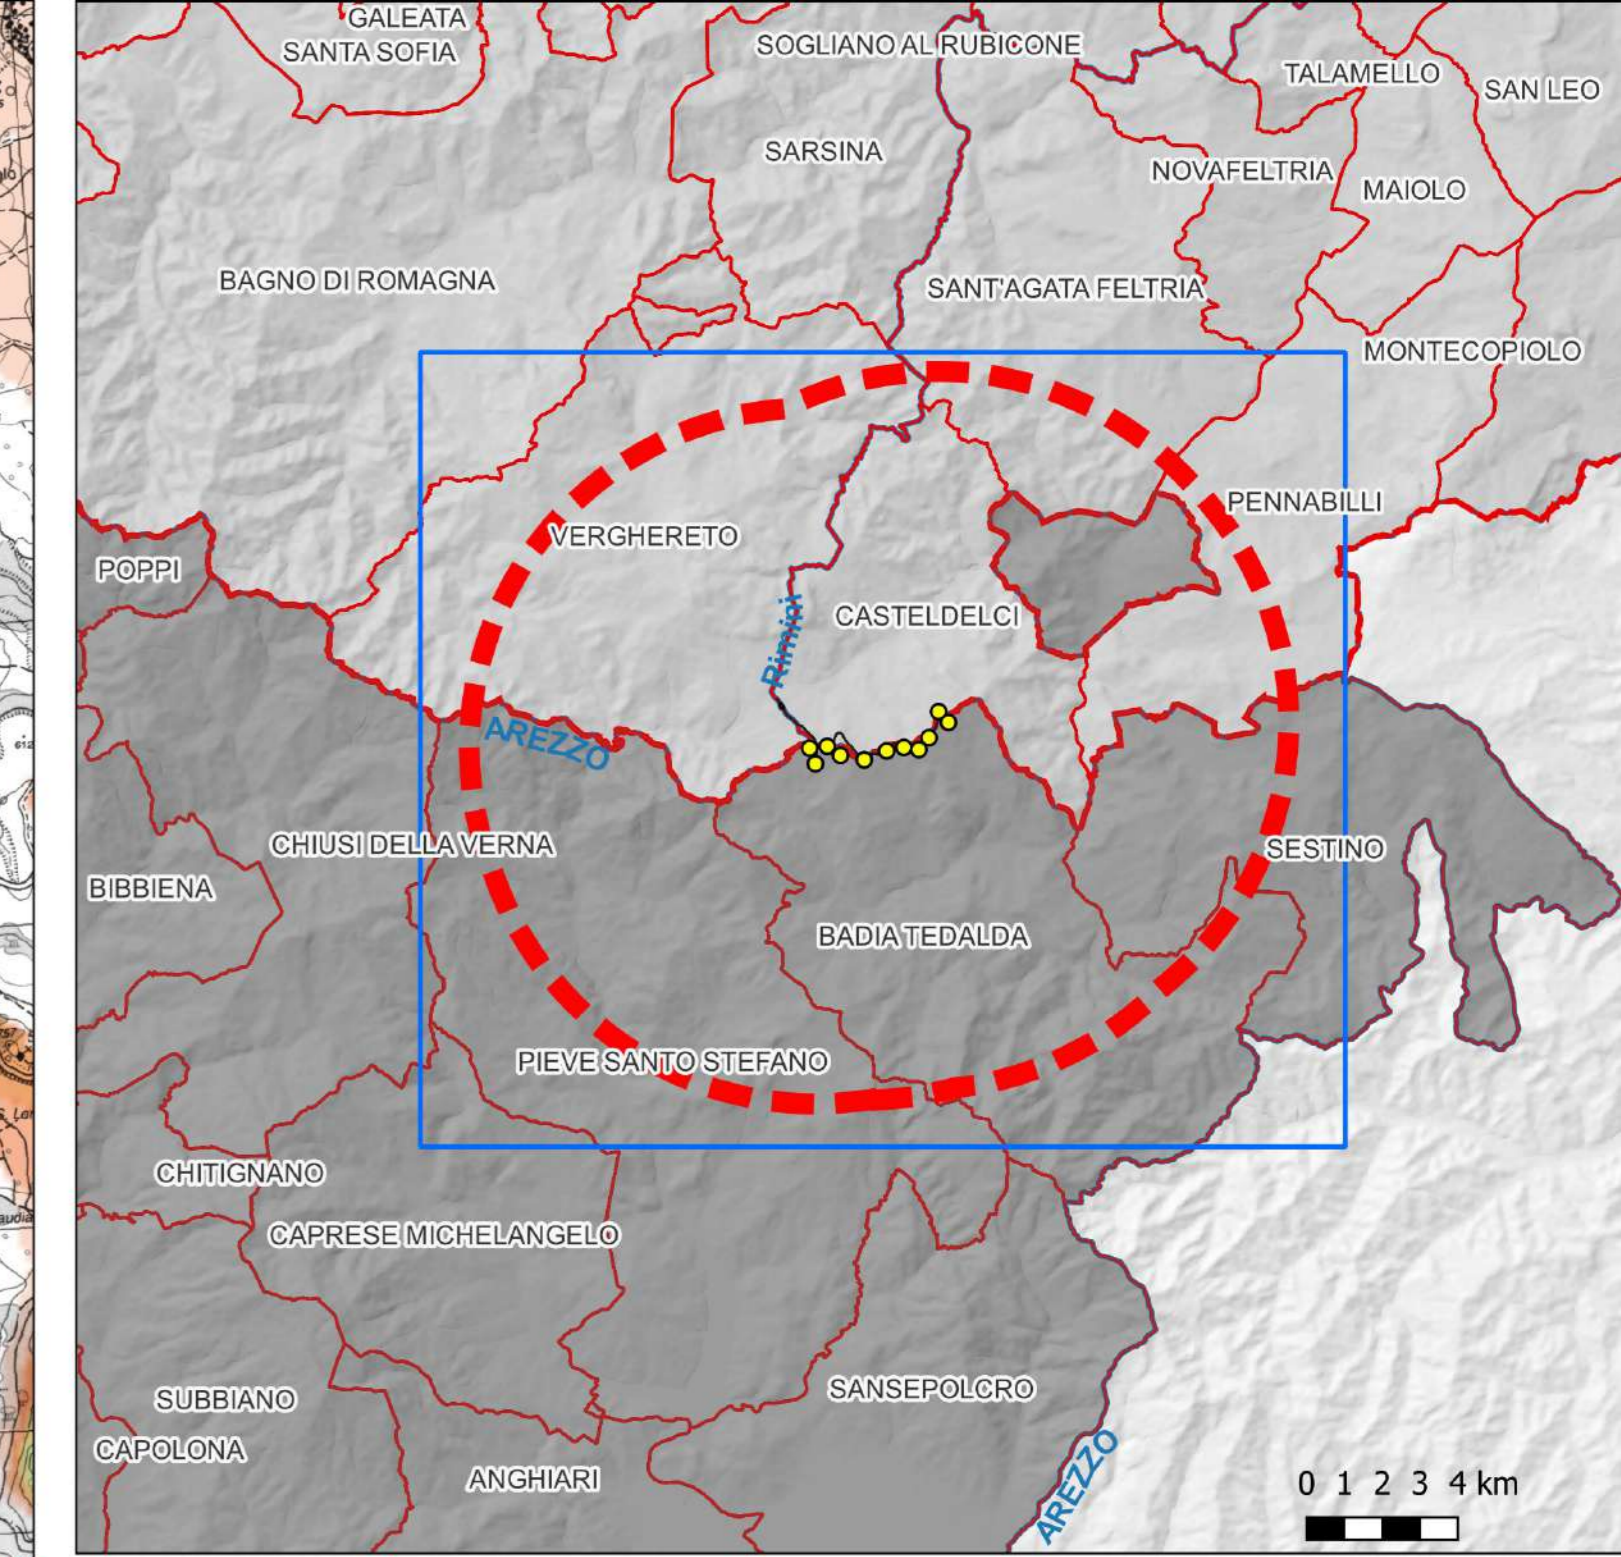 GALEATA
SANTA SOFIA
SOGLIANO AL RUBICONE
TALAMELLO
SAN LEO
SARSINA
NOVAFELTRIA
MAIOLO
BAGNO DI ROMAGNA
SANT'AGATA FELTRIA
MONTECOPIOLO
PENNABILLI
VERGHERETO
POPPI
CASTELDELCI
Rimini
AREZZO
CHIUSI DELLA VERNA
SESTINO
BIBBIENA
BADIA TEDALDA
PIEVE SANTO STEFANO
CHITIGNANO
CAPRESE MICHELANGELO
SANSEPOLCRO
SUBBIANO
CAPOLONA
ANGHIARI
AREZZO
0 1 2 3 4 km